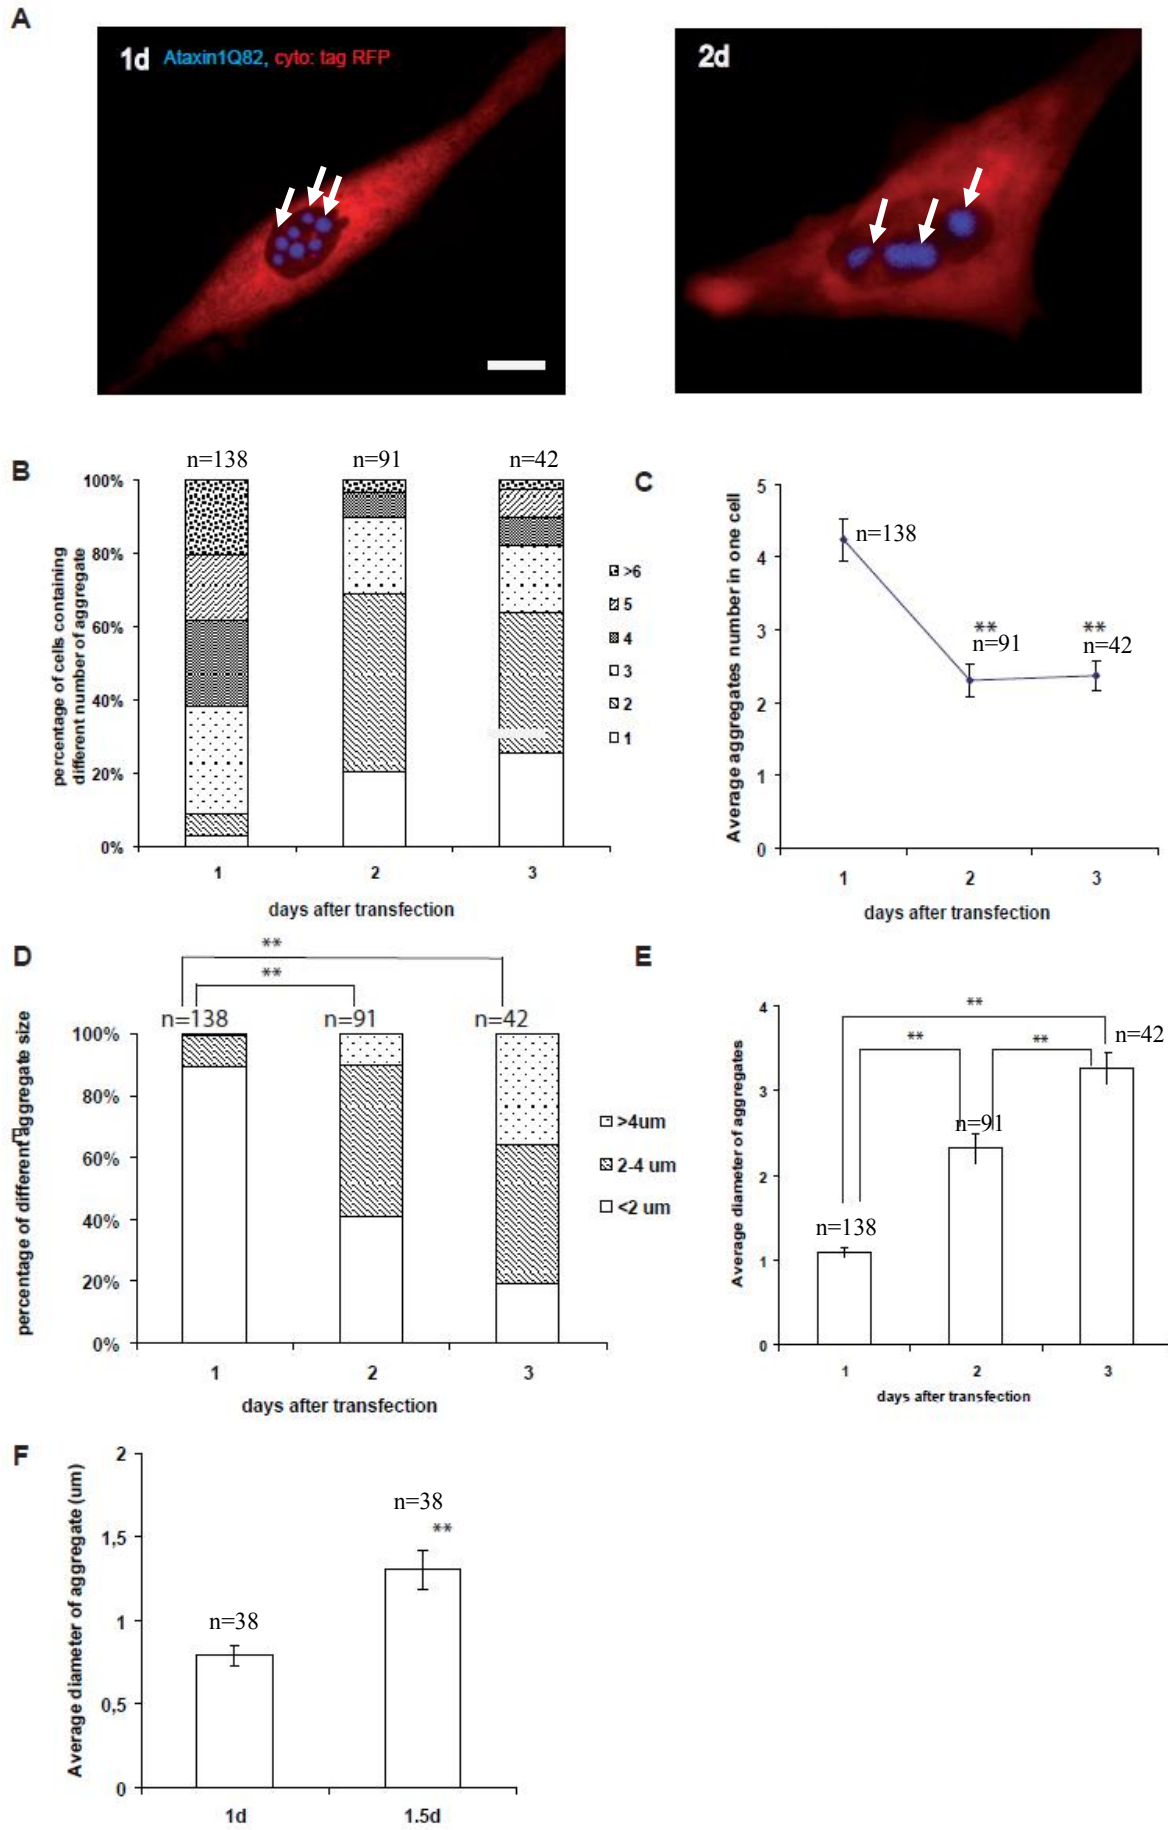 A
1d Ataxin1Q82, cyto: tag RFP
2d
B
n=138 n=91 n=42
100%
80%
60%
40%
20%
0%
percentage of cells containing
different number of aggregate
1 2 3
days after transfection
>6
5
4
3
2
1
C
Average aggregates number in one cell
5
4
3
2
1
0
n=138
**
n=91
**
n=42
1 2 3
days after transfection
D
**
**
n=138 n=91 n=42
percentage of different aggregate size
100%
80%
60%
40%
20%
0%
1 2 3
days after transfection
>4um
2-4 um
<2 um
E
Average diameter of aggregates
4
3
2
1
0
**
**
**
n=138
n=91
n=42
1 2 3
days after transfection
F
Average diameter of aggregate (um)
2
1,5
1
0,5
0
n=38
n=38
**
1d 1.5d